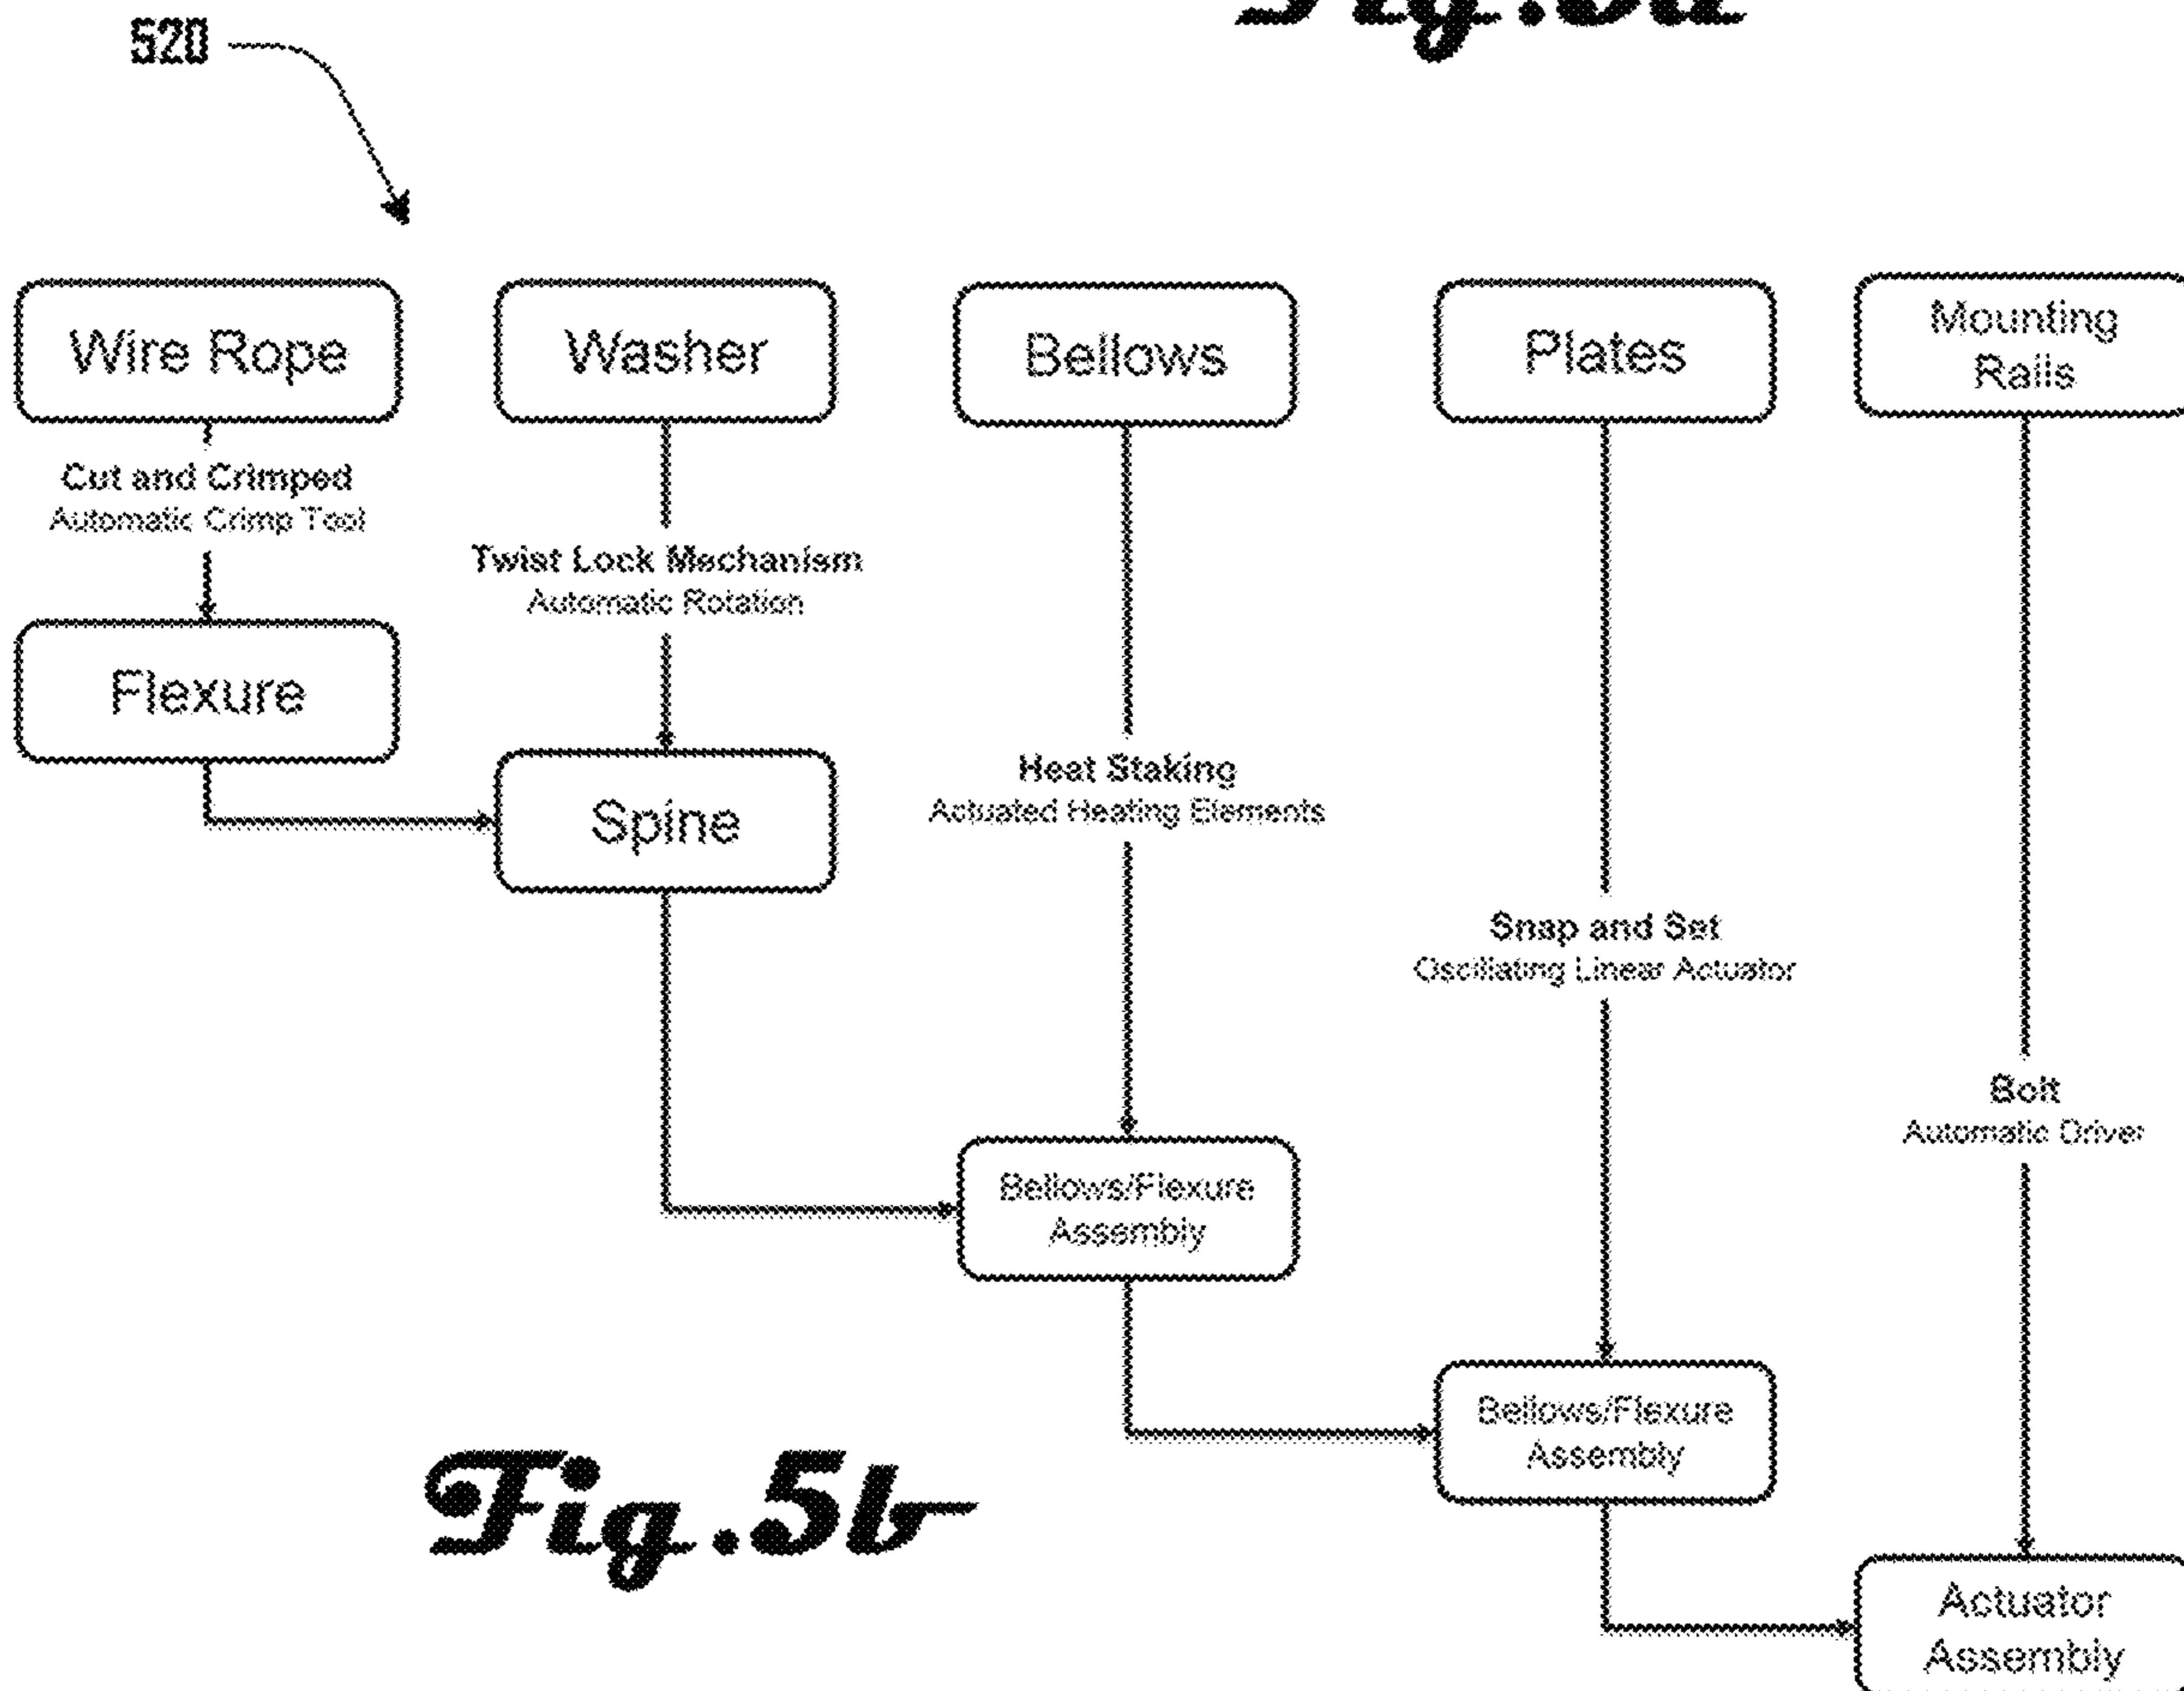 520
Wire Rope
Washer
Bellows
Plates
Mounting
Rails
Cut and Crimped
Automatic Crimp Tool
Twist Lock Mechanism
Automatic Rotation
Flexure
Heat Staking
Actuated Heating Elements
Spine
Snap and Set
Oscillating Linear Actuator
Bolt
Automatic Driver
Bellows/Flexure
Assembly
Bellows/Flexure
Assembly
Fig.5b
Actuator
Assembly